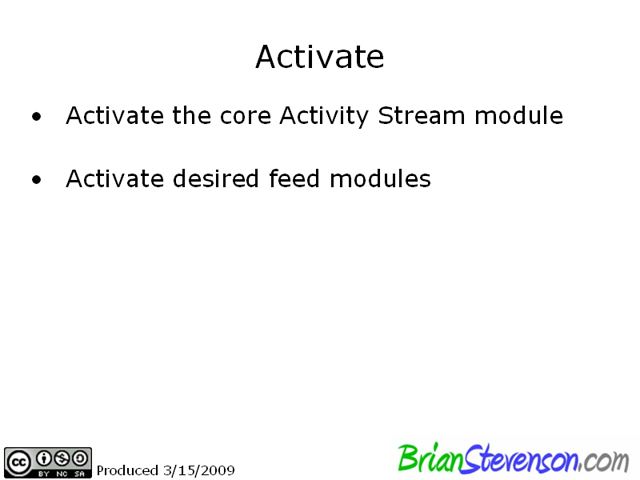 Activate
• Activate the core Activity Stream module
• Activate desired feed modules
cc
BY NC SA
Produced 3/15/2009
BrianStevenson.com